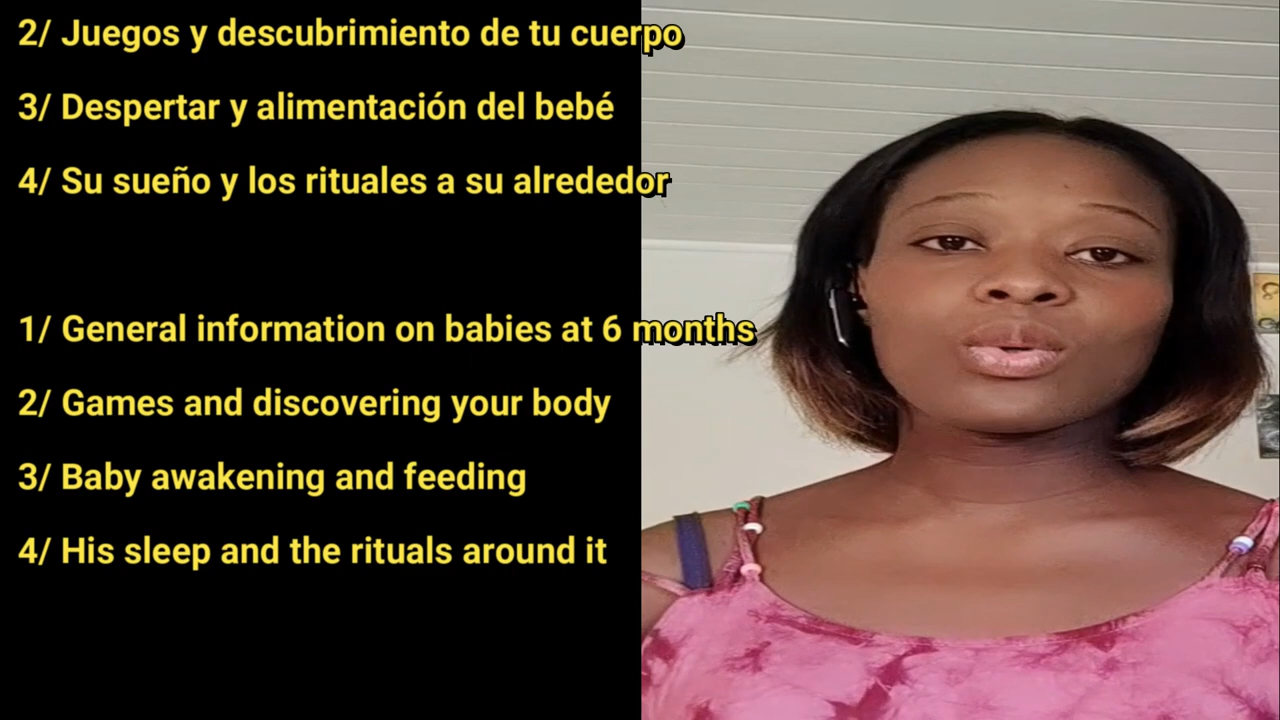 2/ Juegos y descubrimiento de tu cuerpo
3/ Despertar y alimentación del bebé
4/ Su sueño y los rituales a su alrededor
1/ General information on babies at 6 months
2/ Games and discovering your body
3/ Baby awakening and feeding
4/ His sleep and the rituals around it